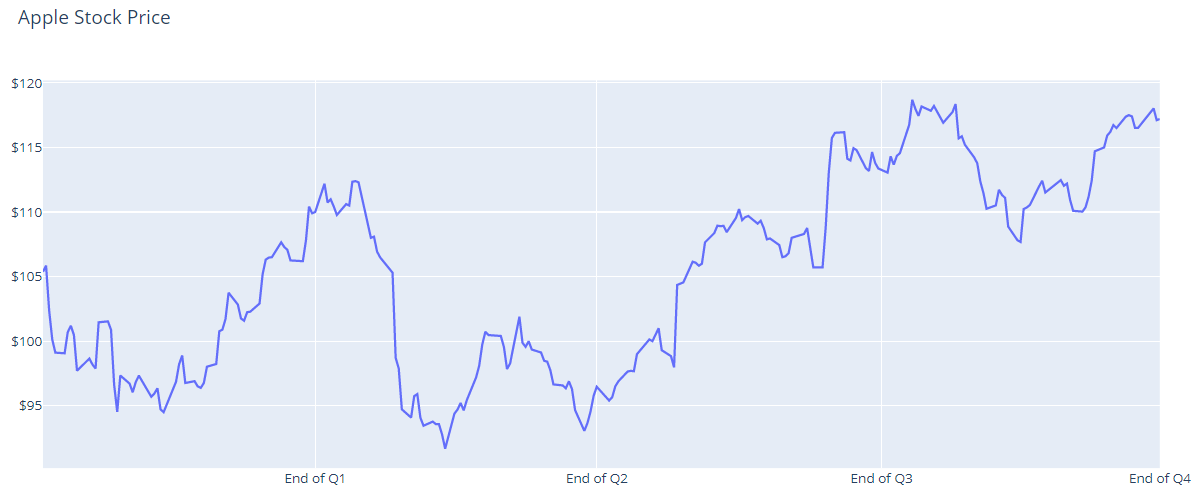 Apple Stock Price
$120
$115
$110
$105
$100
$95
End of Q1
End of Q2
End of Q3
End of Q4